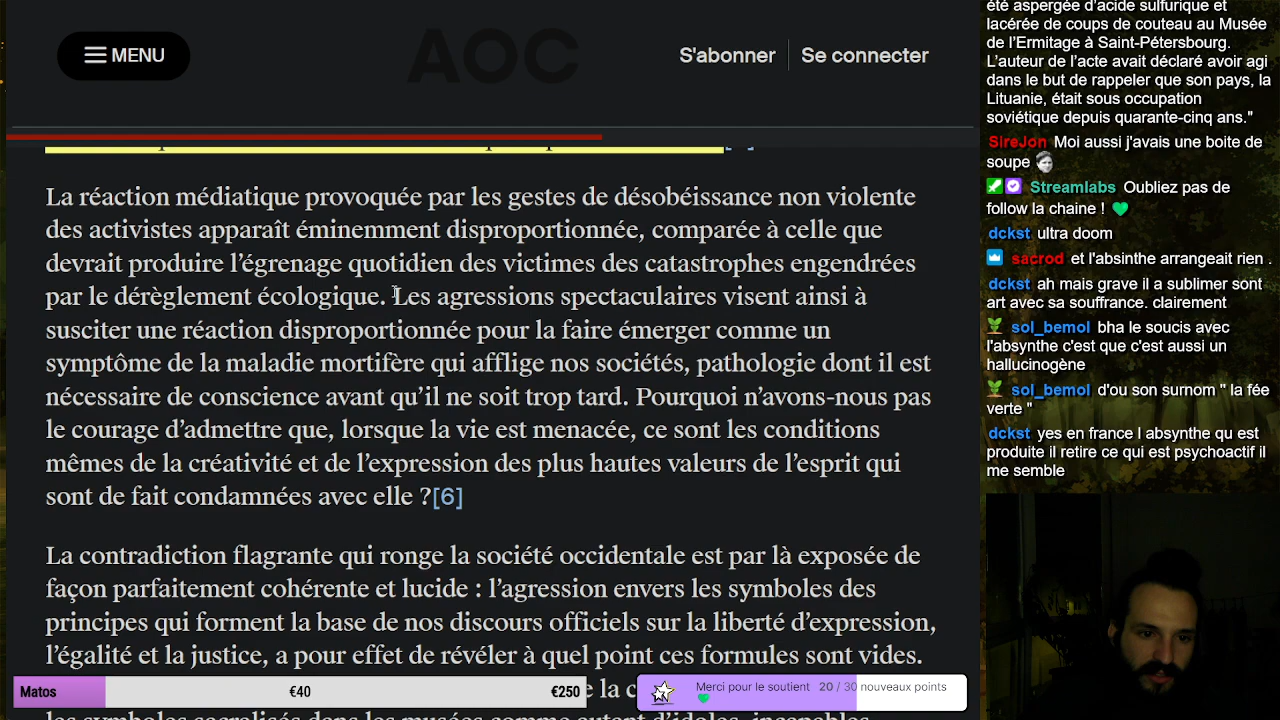 MENU
AOC
S'abonner
Se connecter
La réaction médiatique provoquée par les gestes de désobéissance non violente
des activistes apparaît éminemment disproportionnée, comparée à celle que
devrait produire l’égrenage quotidien des victimes des catastrophes engendrées
par le dérèglement écologique. Les agressions spectaculaires visent ainsi à
susciter une réaction disproportionnée pour la faire émerger comme un
symptôme de la maladie mortifère qui afflige nos sociétés, pathologie dont il est
nécessaire de conscience avant qu’il ne soit trop tard. Pourquoi n’avons-nous pas
le courage d’admettre que, lorsque la vie est menacée, ce sont les conditions
mêmes de la créativité et de l’expression des plus hautes valeurs de l’esprit qui
sont de fait condamnées avec elle ?[6]
La contradiction flagrante qui ronge la société occidentale est par là exposée de
façon parfaitement cohérente et lucide : l’agression envers les symboles des
principes qui forment la base de nos discours officiels sur la liberté d’expression,
l’égalité et la justice, a pour effet de révéler à quel point ces formules sont vides.
les symboles sacralisés dans les musées comme autant d’idoles, incapables
Matos
€40
€250
Merci pour le soutient 20 / 30 nouveaux points
été aspergée d’acide sulfurique et
lacérée de coups de couteau au Musée
de l’Ermitage à Saint-Pétersbourg.
L’auteur de l’acte avait déclaré avoir agi
dans le but de rappeler que son pays, la
Lituanie, était sous occupation
soviétique depuis quarante-cinq ans."
SireJon Moi aussi j'avais une boite de
soupe
Streamlabs Oubliez pas de
follow la chaine !
dckst ultra doom
sacrod et l'absinthe arrangeait rien .
dckst ah mais grave il a sublimer sont
art avec sa souffrance. clairement
sol_bemol bha le soucis avec
l'absynthe c'est que c'est aussi un
hallucinogène
sol_bemol d'ou son surnom " la fée
verte "
dckst yes en france l absynthe qu est
produite il retire ce qui est psychoactif il
me semble